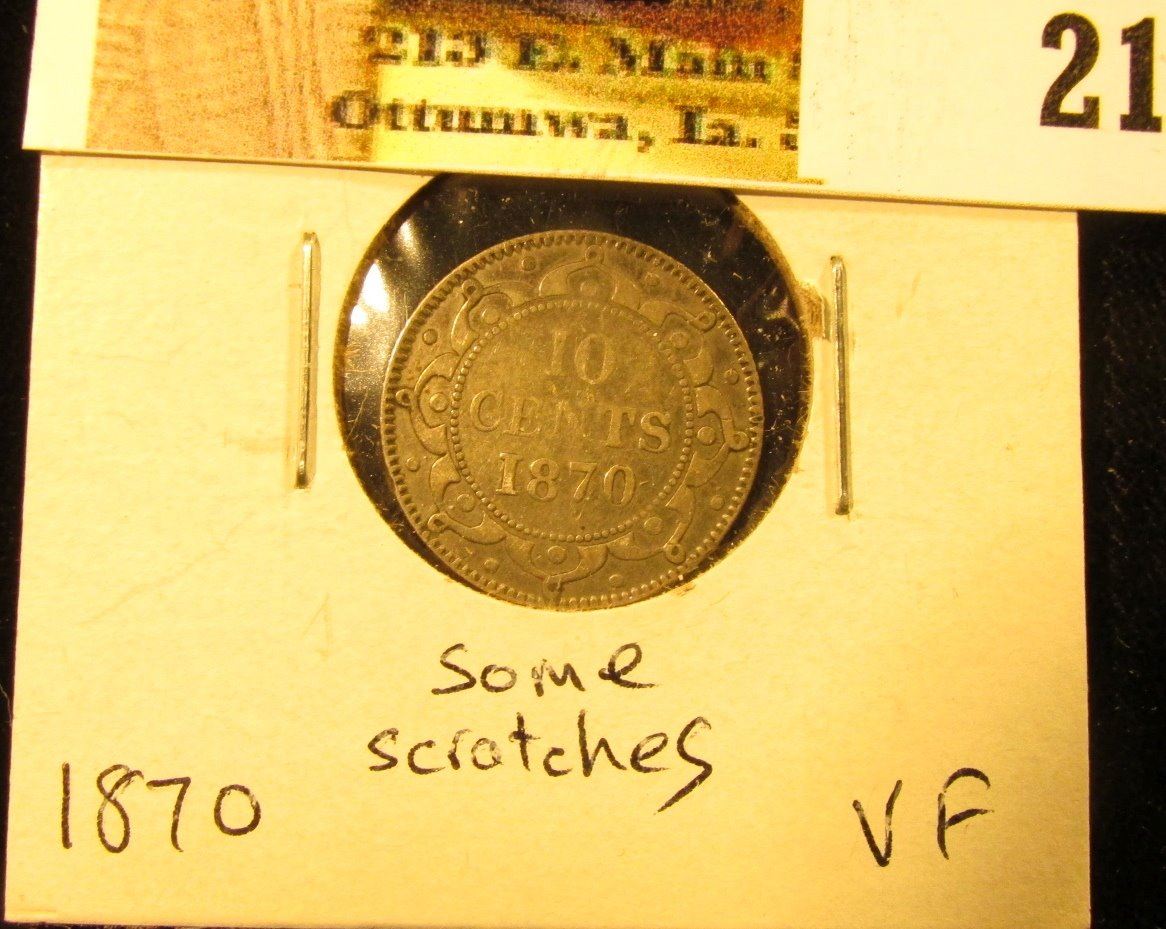 213 E. Main
Ottumwa, Ia.
21
10
CENTS
1870
some
scratches
1870
VF